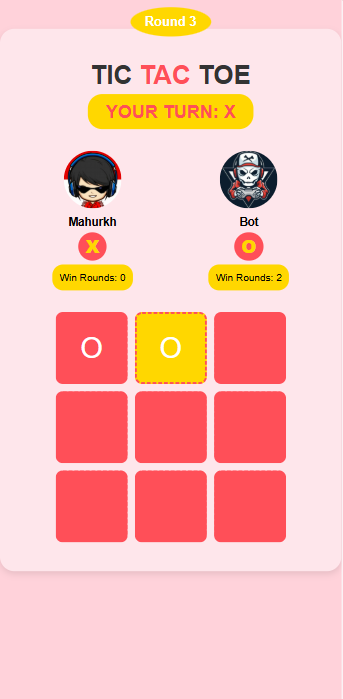 Round 3
TIC TAC TOE
YOUR TURN: X
Mahurkh Bot
X O
Win Rounds: 0 Win Rounds: 2
O O